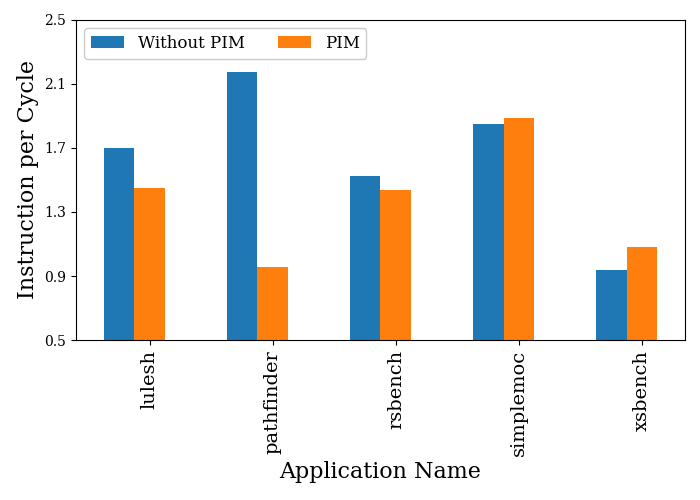 Without PIM
PIM
Instruction per Cycle
2.5
2.1
1.7
1.3
0.9
0.5
lulesh
pathfinder
rsbench
simplemoc
xsbench
Application Name